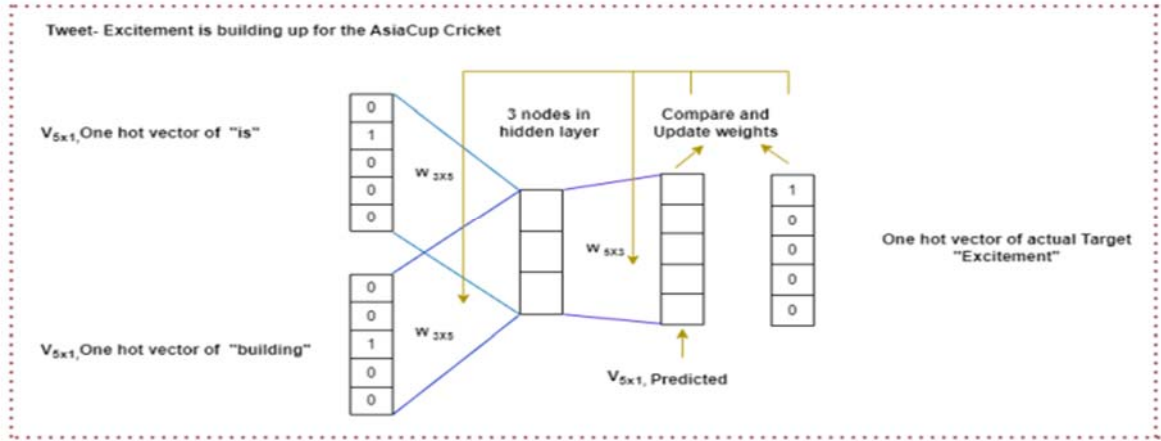 Tweet- Excitement is building up for the AsiaCup Cricket
V5x1,One hot vector of "is"
0
1
0
0
0
W 3X5
3 nodes in
hidden layer
Compare and
Update weights
W 5X3
1
0
0
0
0
One hot vector of actual Target
"Excitement"
V5x1,One hot vector of "building"
0
0
1
0
0
W 3X5
V5x1, Predicted